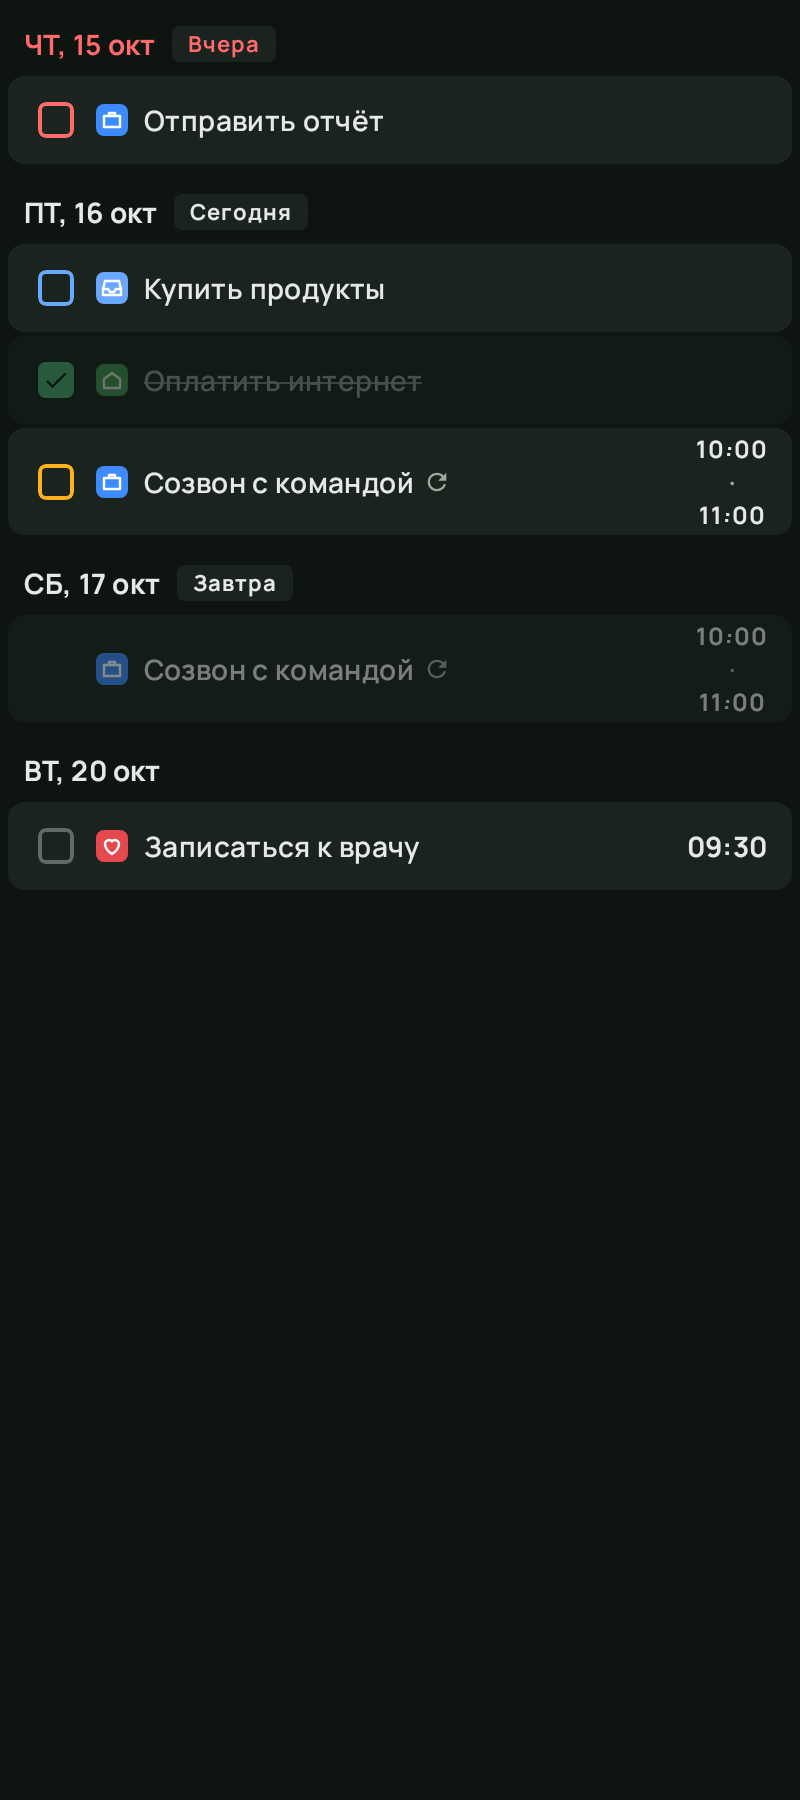 ЧТ, 15 окт Вчера
Отправить отчёт
ПТ, 16 окт Сегодня
Купить продукты
Оплатить интернет
Созвон с командой 10:00 · 11:00
СБ, 17 окт Завтра
Созвон с командой 10:00 · 11:00
ВТ, 20 окт
Записаться к врачу 09:30